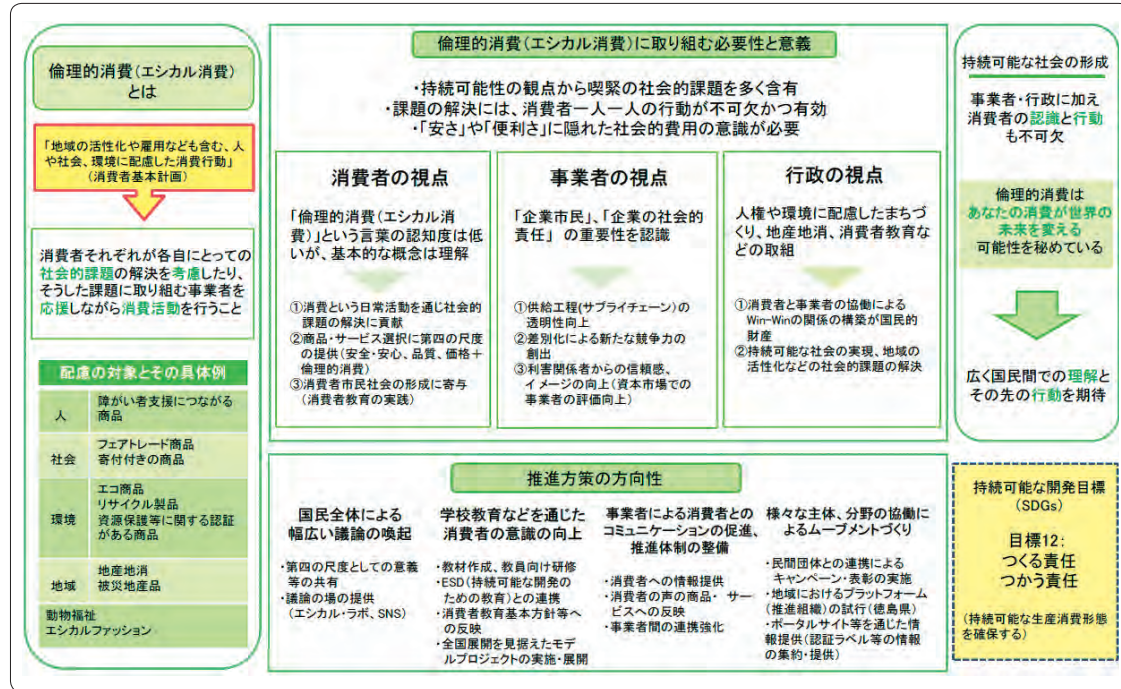 倫理的消費(エシカル消費)
とは
「地域の活性化や雇用なども含む、人
や社会、環境に配慮した消費行動」
(消費者基本計画)
消費者それぞれが各自にとっての
社会的課題の解決を考慮したり、
そうした課題に取り組む事業者を
応援しながら消費活動を行うこと
配慮の対象とその具体例
人
障がい者支援につながる
商品
社会
フェアトレード商品
寄付付きの商品
環境
エコ商品
リサイクル製品
資源保護等に関する認証
がある商品
地域
地産地消
被災地産品
動物福祉
エシカルファッション
倫理的消費(エシカル消費)に取り組む必要性と意義
・持続可能性の観点から喫緊の社会的課題を多く含有
・課題の解決には、消費者一人一人の行動が不可欠かつ有効
・「安さ」や「便利さ」に隠れた社会的費用の意識が必要
消費者の視点
「倫理的消費(エシカル消
費)」という言葉の認知度は低
いが、基本的な概念は理解
①消費という日常活動を通じ社会的
課題の解決に貢献
②商品・サービス選択に第四の尺度
の提供(安全・安心、品質、価格+
倫理的消費)
③消費者市民社会の形成に寄与
(消費者教育の実践)
事業者の視点
「企業市民」、「企業の社会的
責任」 の重要性を認識
①供給工程(サプライチェーン)の
透明性向上
②差別化による新たな競争力の
創出
③利害関係者からの信頼感、
イメージの向上(資本市場での
事業者の評価向上)
行政の視点
人権や環境に配慮したまちづ
くり、地産地消、消費者教育な
どの取組
①消費者と事業者の協働による
Win-Winの関係の構築が国民的
財産
②持続可能な社会の実現、地域の
活性化などの社会的課題の解決
推進方策の方向性
国民全体による
幅広い議論の喚起
・第四の尺度としての意義
等の共有
・議論の場の提供
(エシカル・ラボ、SNS)
学校教育などを通じた
消費者の意識の向上
・教材作成、教員向け研修
・ESD(持続可能な開発の
ための教育)との連携
・消費者教育基本方針等へ
の反映
・全国展開を見据えたモデ
ルプロジェクトの実施・展開
事業者による消費者との
コミュニケーションの促進、
推進体制の整備
・消費者への情報提供
・消費者の声の商品・サー
ビスへの反映
・事業者間の連携強化
様々な主体、分野の協働に
よるムーブメントづくり
・民間団体との連携による
キャンペーン・表彰の実施
・地域におけるプラットフォーム
(推進組織)の試行(徳島県)
・ポータルサイト等を通じた情
報提供(認証ラベル等の情報
の集約・提供)
持続可能な社会の形成
事業者・行政に加え
消費者の認識と行動
も不可欠
倫理的消費は
あなたの消費が世界の
未来を変える
可能性を秘めている
広く国民間での理解と
その先の行動を期待
持続可能な開発目標
(SDGs)
目標12:
つくる責任
つかう責任
(持続可能な生産消費形態
を確保する)